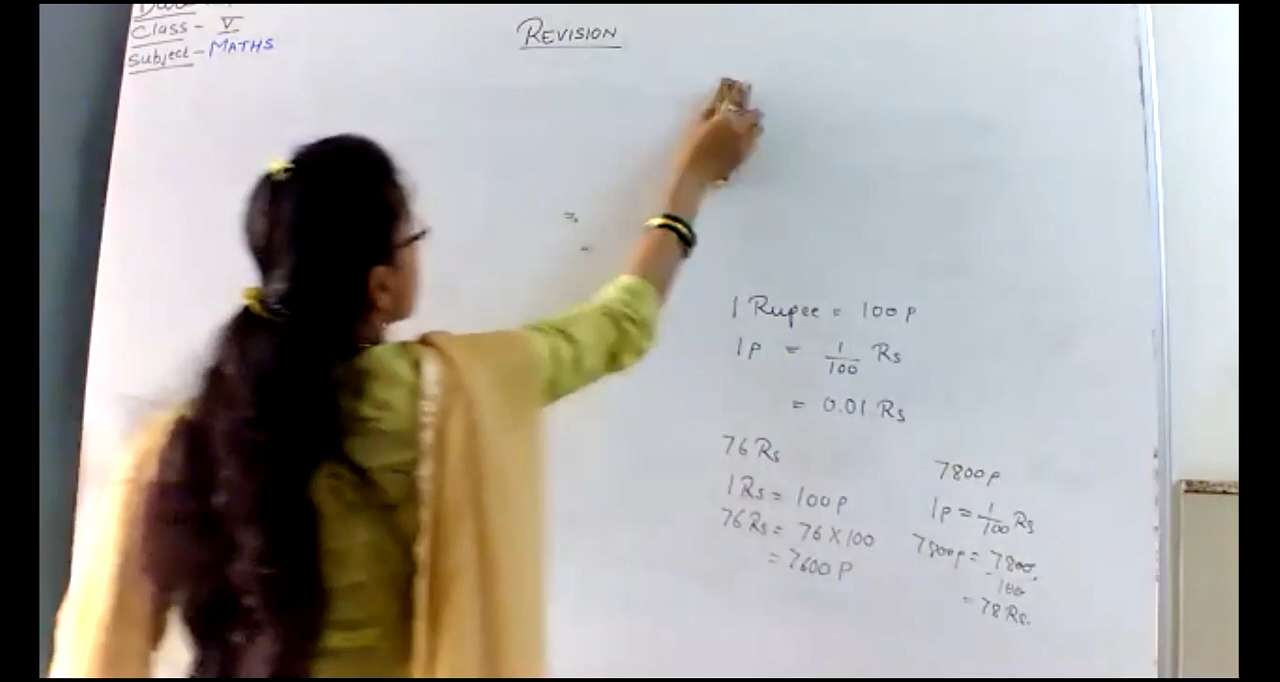 Class - V
Subject - MATHS
REVISION
=
-
1 Rupee = 100 P
1P = 1/100 Rs
= 0.01 Rs
76 Rs
1 Rs = 100 P
76 Rs = 76 X 100
= 7600 P
7800 P
1P = 1/100 Rs
7800P = 7800
100
= 78 Rs.